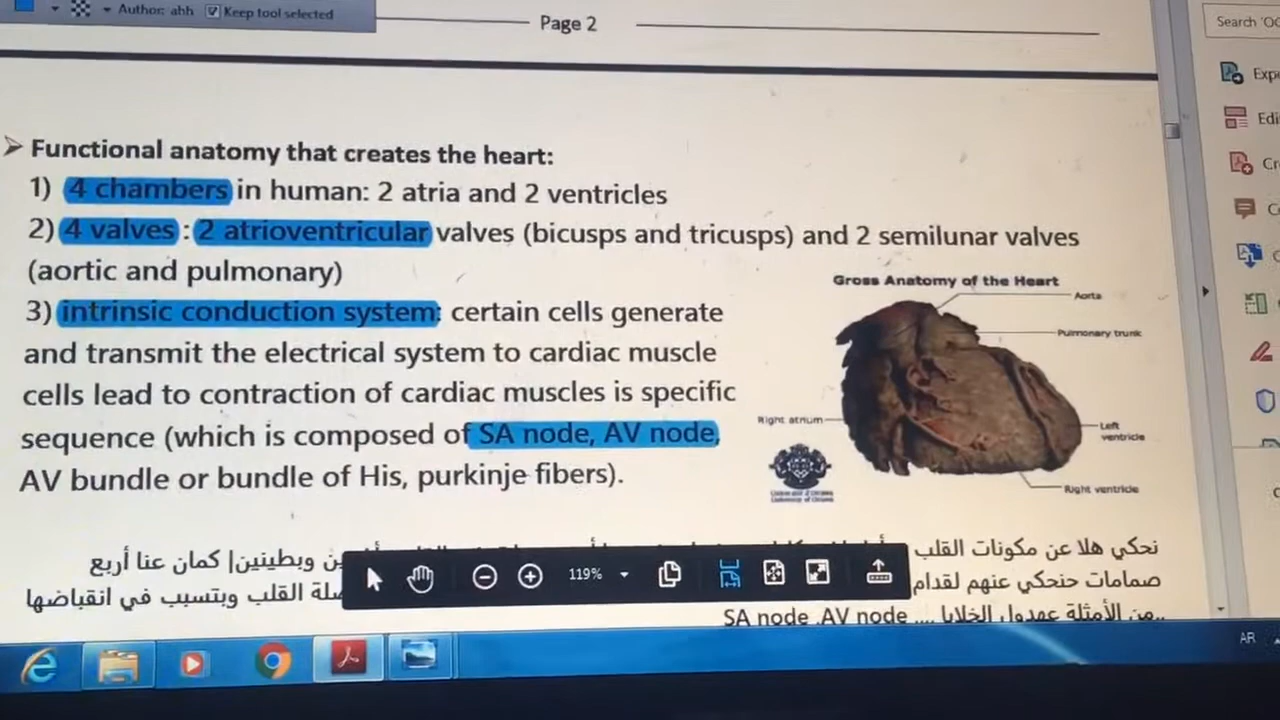 Author: ahh Keep tool selected
Page 2
Search
Functional anatomy that creates the heart:
1) 4 chambers in human: 2 atria and 2 ventricles
2) 4 valves : 2 atrioventricular valves (bicusps and tricusps) and 2 semilunar valves
(aortic and pulmonary)
3) intrinsic conduction system: certain cells generate
and transmit the electrical system to cardiac muscle
cells lead to contraction of cardiac muscles is specific
sequence (which is composed of SA node, AV node,
AV bundle or bundle of His, purkinje fibers).
Gross Anatomy of the Heart
Aorta
Pulmonary trunk
Right atrium
Left
ventricle
Right ventricle
نحكي هلا عن مكونات القلب
وبطينين| كمان عنا أربع
صمامات حنحكي عنهم لقدام
القلب ويتسبب في انقباضها
من الأمثلة عهدول الخلايا .... SA node ,AV node..
119%
AR